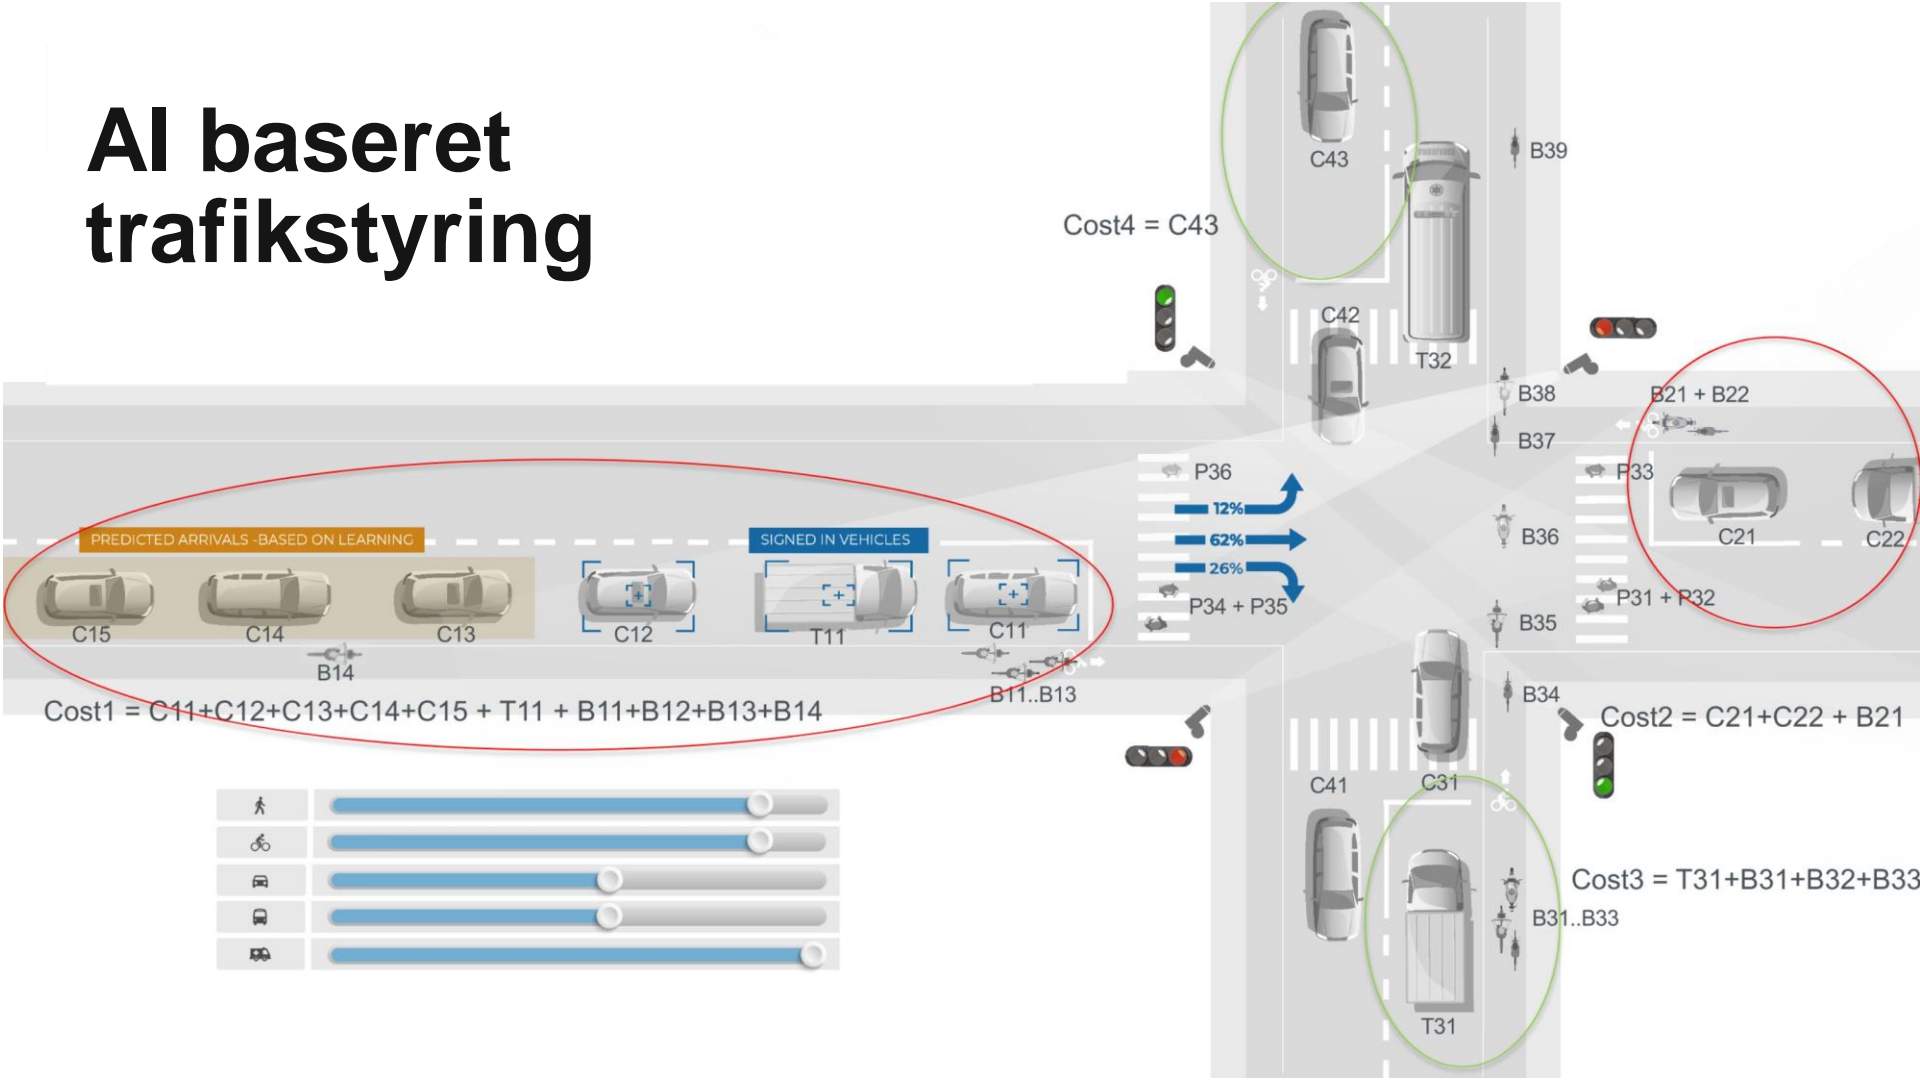 AI baseret
trafikstyring
C43
B39
Cost4 = C43
C42
T32
B38
B21 + B22
B37
P36
P33
12%
PREDICTED ARRIVALS -BASED ON LEARNING
SIGNED IN VEHICLES
62%
B36
C21
C22
26%
P34 + P35
P31 + P32
C15
C14
C13
C12
T11
C11
B35
B14
B11..B13
B34
Cost1 = C11+C12+C13+C14+C15 + T11 + B11+B12+B13+B14
Cost2 = C21+C22 + B21
C41
C31
Cost3 = T31+B31+B32+B33
B31..B33
T31